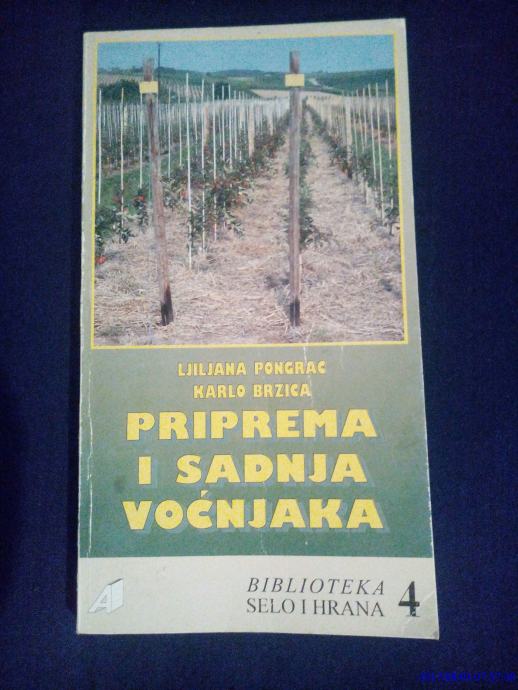 LJILJANA PONGRAC
KARLO BRZICA
PRIPREMA
I SADNJA
VOĆNJAKA
BIBLIOTEKA
SELO I HRANA 4
A